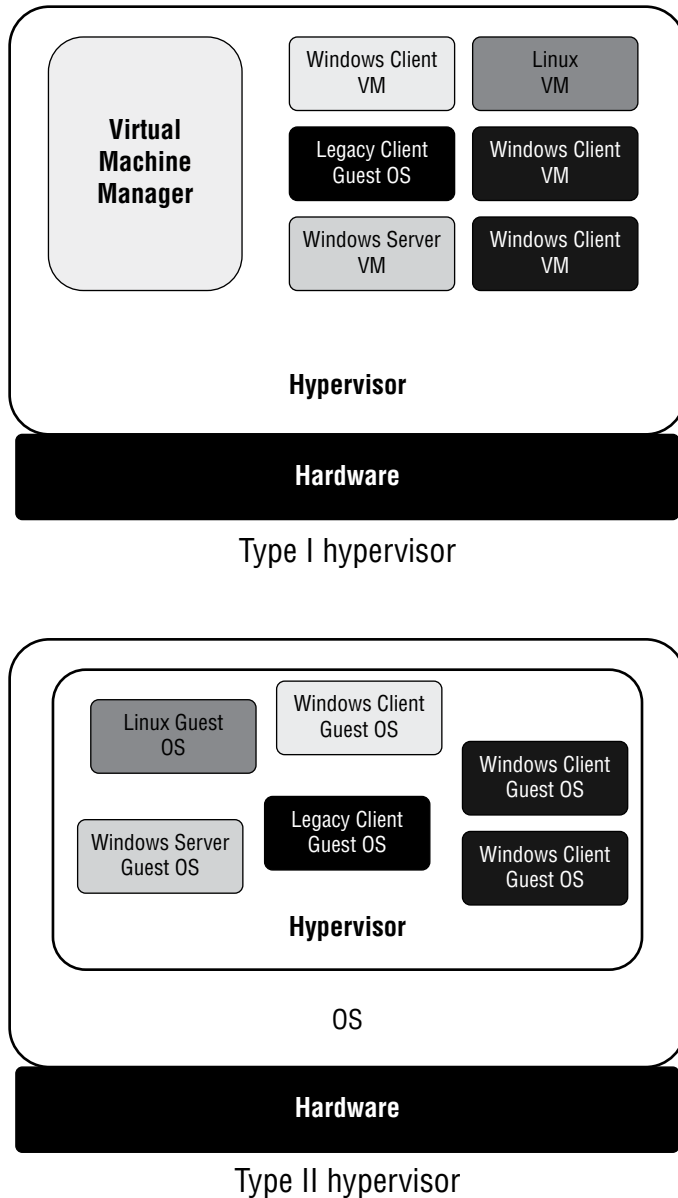 Virtual
Machine
Manager
Windows Client
VM
Linux
VM
Legacy Client
Guest OS
Windows Client
VM
Windows Server
VM
Windows Client
VM
Hypervisor
Hardware
Type I hypervisor
Linux Guest
OS
Windows Client
Guest OS
Windows Client
Guest OS
Windows Server
Guest OS
Legacy Client
Guest OS
Windows Client
Guest OS
Hypervisor
OS
Hardware
Type II hypervisor